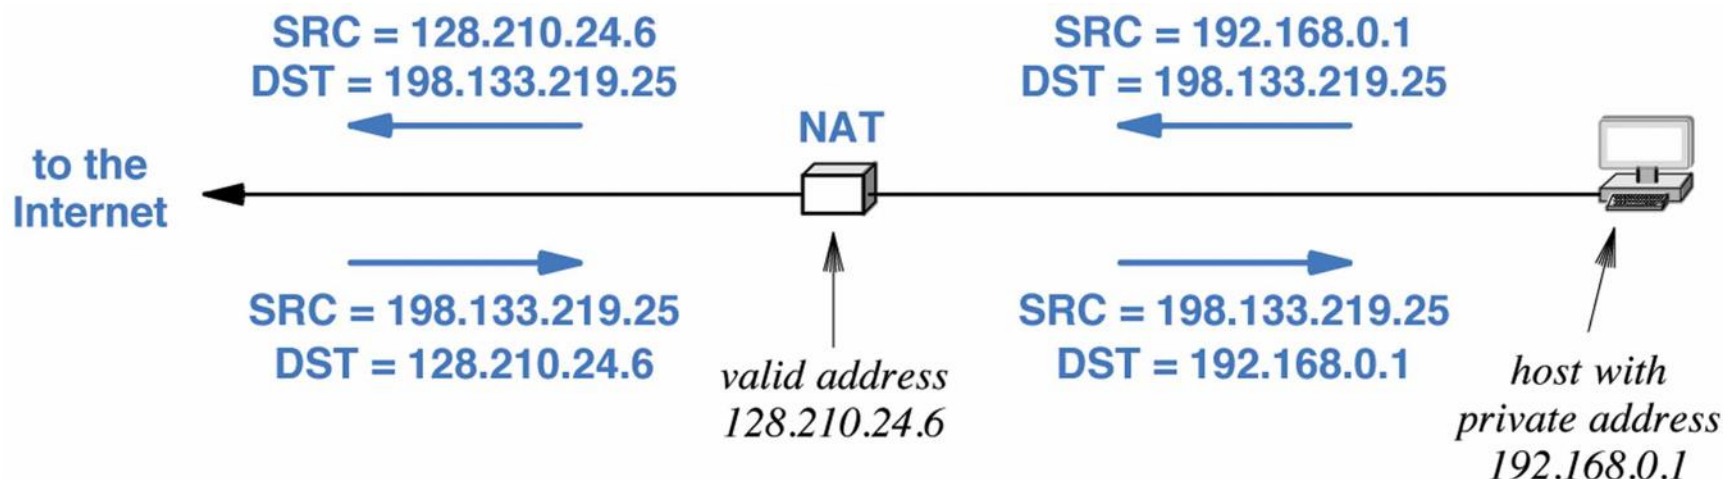 SRC = 128.210.24.6
DST = 198.133.219.25
SRC = 192.168.0.1
DST = 198.133.219.25
NAT
to the
Internet
SRC = 198.133.219.25
DST = 128.210.24.6
valid address
128.210.24.6
SRC = 198.133.219.25
DST = 192.168.0.1
host with
private address
192.168.0.1